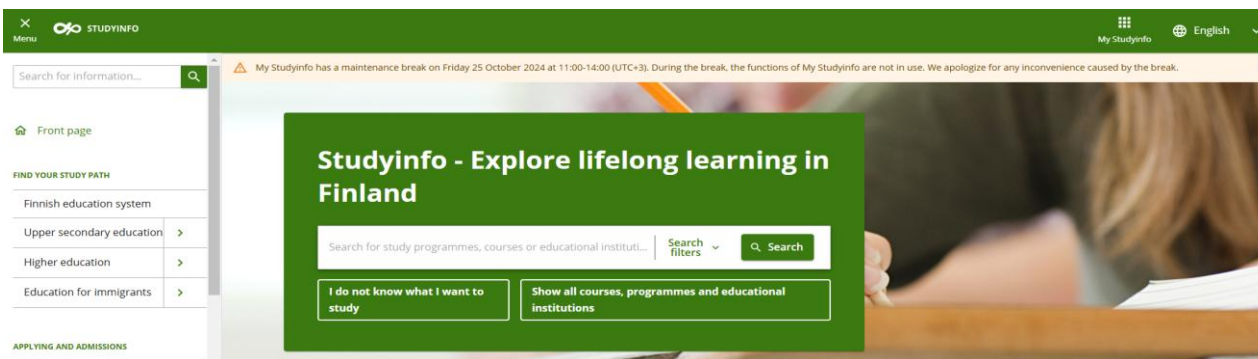 Menu
STUDYINFO
My Studyinfo
English
Search for information...
My Studyinfo has a maintenance break on Friday 25 October 2024 at 11:00-14:00 (UTC+3). During the break, the functions of My Studyinfo are not in use. We apologize for any inconvenience caused by the break.
Front page
FIND YOUR STUDY PATH
Finnish education system
Upper secondary education
Higher education
Education for immigrants
APPLYING AND ADMISSIONS
Studyinfo - Explore lifelong learning in
Finland
Search for study programmes, courses or educational instituti...
Search
filters
Search
I do not know what I want to
study
Show all courses, programmes and educational
institutions